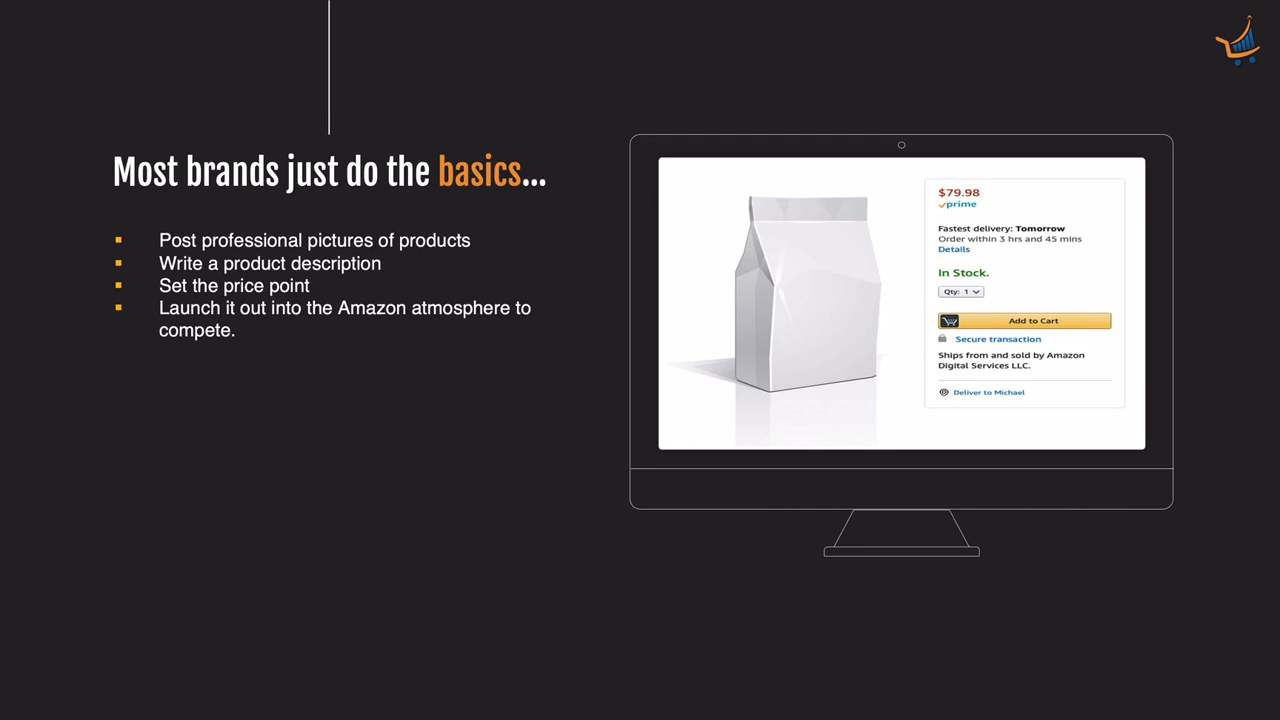 Most brands just do the basics...
Post professional pictures of products
Write a product description
Set the price point
Launch it out into the Amazon atmosphere to
compete.
$79.98
prime
Fastest delivery: Tomorrow
Order within 3 hrs and 45 mins
Details
In Stock.
Qty: 1
Add to Cart
Secure transaction
Ships from and sold by Amazon
Digital Services LLC.
Deliver to Michael